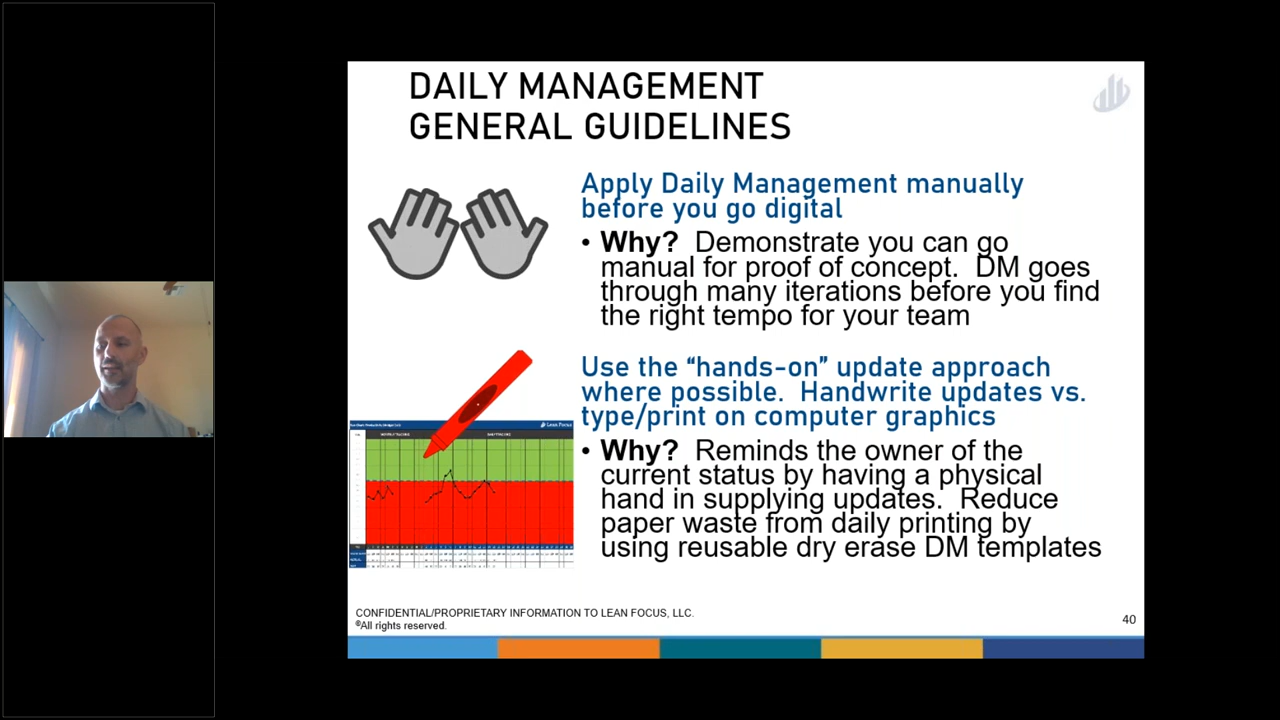 DAILY MANAGEMENT
GENERAL GUIDELINES
Apply Daily Management manually
before you go digital
• Why? Demonstrate you can go
manual for proof of concept. DM goes
through many iterations before you find
the right tempo for your team
Use the “hands-on” update approach
where possible. Handwrite updates vs.
type/print on computer graphics
• Why? Reminds the owner of the
current status by having a physical
hand in supplying updates. Reduce
paper waste from daily printing by
using reusable dry erase DM templates
Lean Focus
CONFIDENTIAL/PROPRIETARY INFORMATION TO LEAN FOCUS, LLC.
©All rights reserved.
40